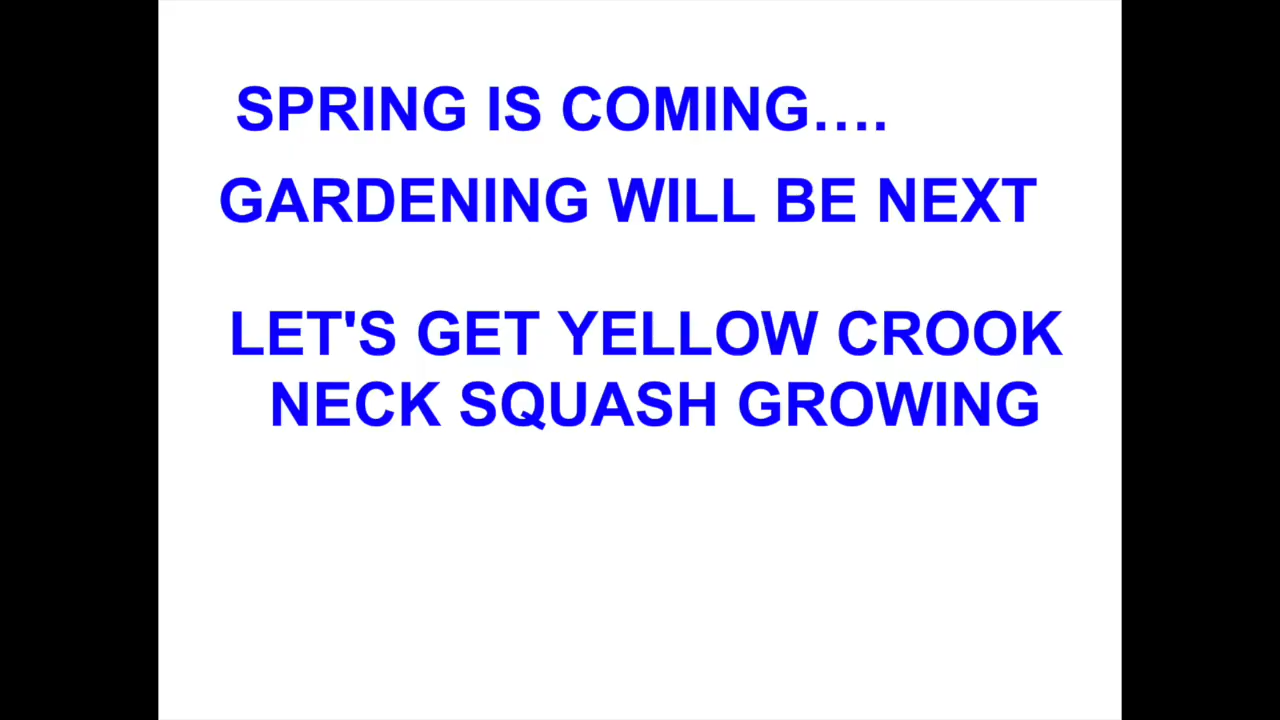 SPRING IS COMING....
GARDENING WILL BE NEXT
LET'S GET YELLOW CROOK
NECK SQUASH GROWING